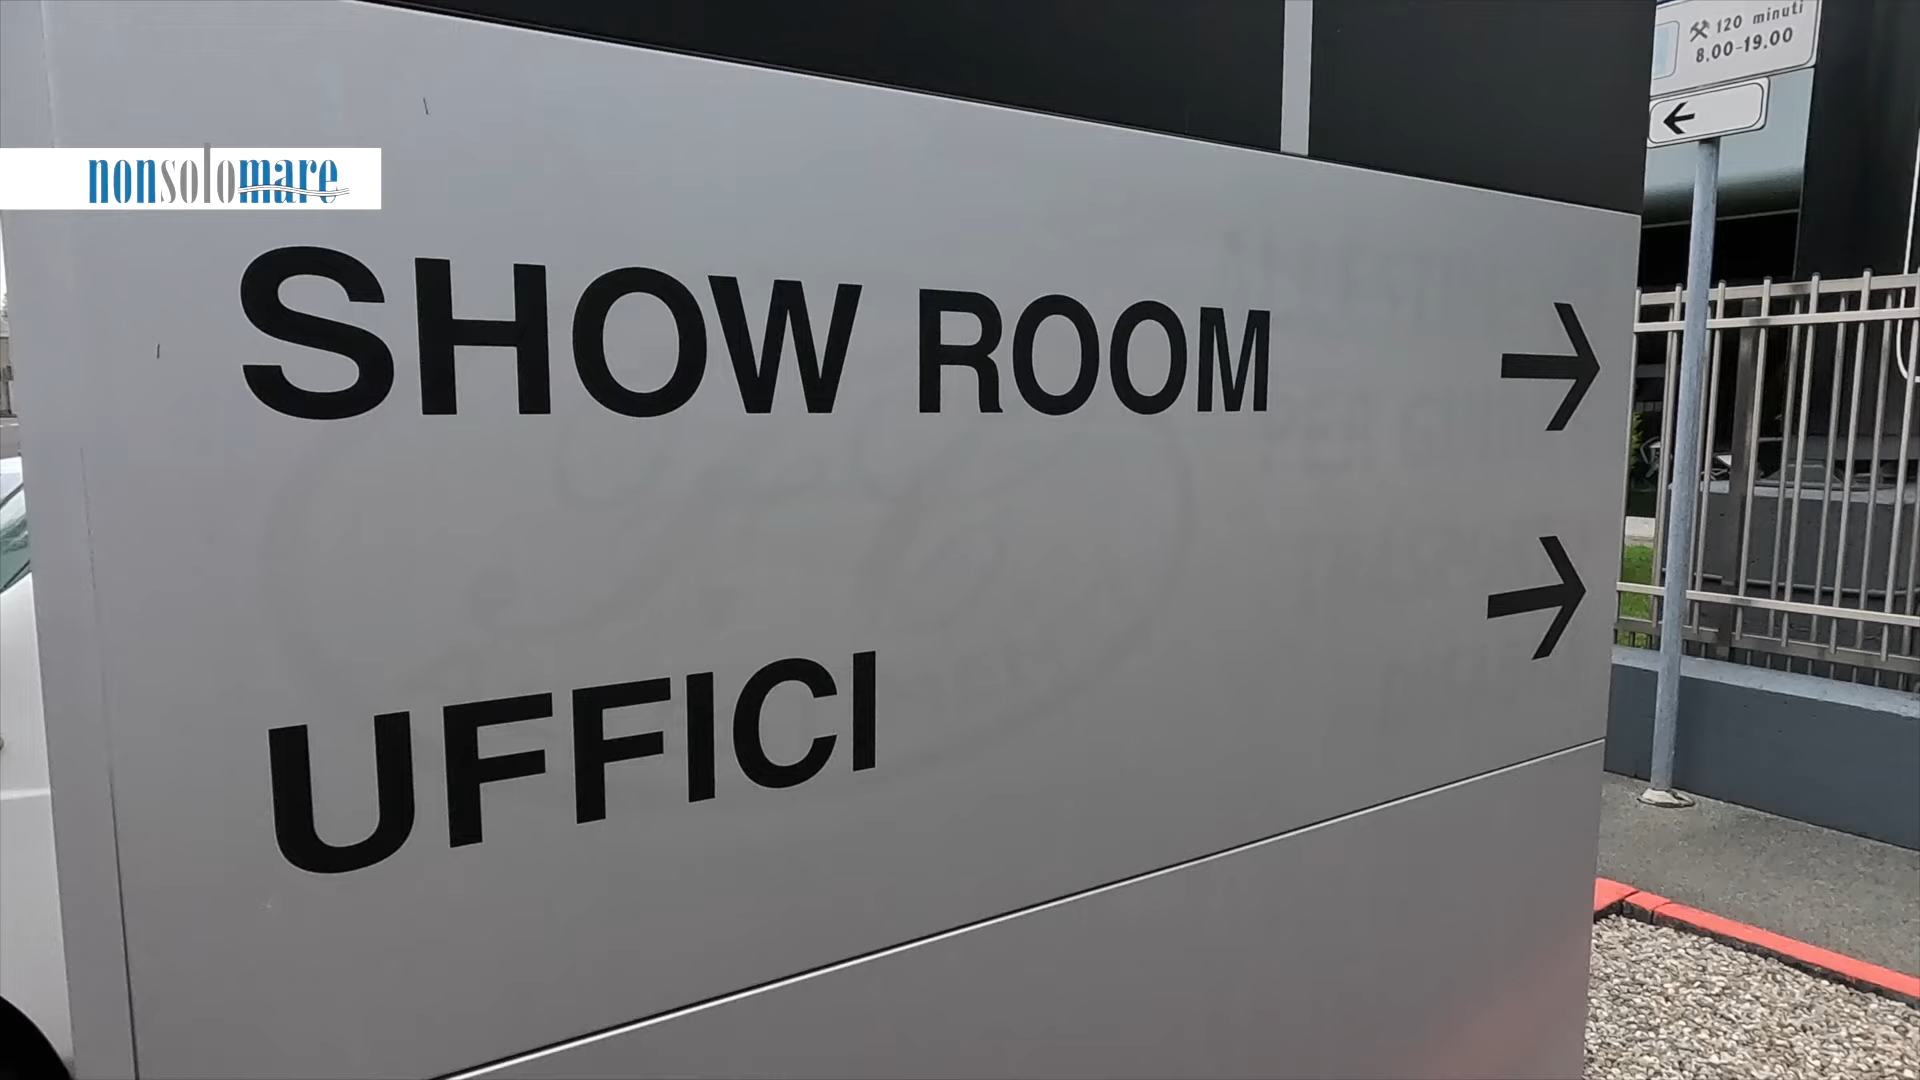 120 minuti
8.00-19.00
nonsolomare
SHOW ROOM
UFFICI